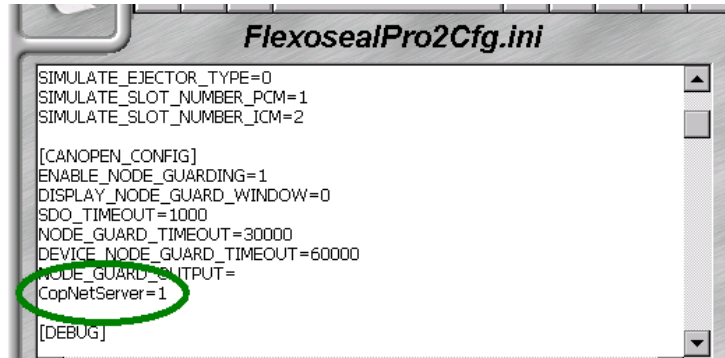 FlexosealPro2Cfg.ini
SIMULATE_EJECTOR_TYPE=0
SIMULATE_SLOT_NUMBER_PCM=1
SIMULATE_SLOT_NUMBER_ICM=2
[CANOPEN_CONFIG]
ENABLE_NODE_GUARDING=1
DISPLAY_NODE_GUARD_WINDOW=0
SDO_TIMEOUT=1000
NODE_GUARD_TIMEOUT=30000
DEVICE_NODE_GUARD_TIMEOUT=60000
NODE_GUARD_OUTPUT=
CopNetServer=1
[DEBUG]